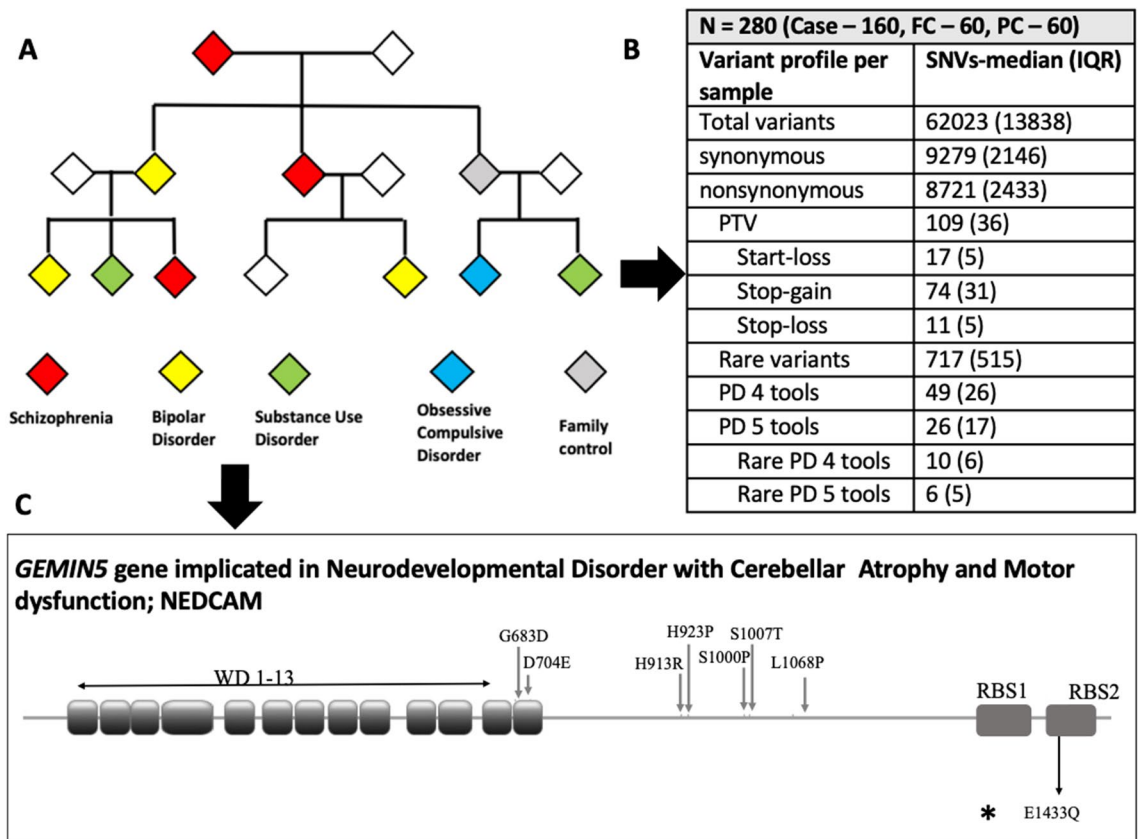 A
Schizophrenia
Bipolar
Disorder
Substance Use
Disorder
Obsessive
Compulsive
Disorder
Family
control
B
N = 280 (Case – 160, FC – 60, PC – 60)
Variant profile per
sample
SNVs-median (IQR)
Total variants 62023 (13838)
synonymous 9279 (2146)
nonsynonymous 8721 (2433)
PTV 109 (36)
Start-loss 17 (5)
Stop-gain 74 (31)
Stop-loss 11 (5)
Rare variants 717 (515)
PD 4 tools 49 (26)
PD 5 tools 26 (17)
Rare PD 4 tools 10 (6)
Rare PD 5 tools 6 (5)
C
GEMIN5 gene implicated in Neurodevelopmental Disorder with Cerebellar Atrophy and Motor
dysfunction; NEDCAM
WD 1-13
G683D
D704E
H913R
H923P
S1000P
S1007T
L1068P
RBS1
RBS2
* E1433Q